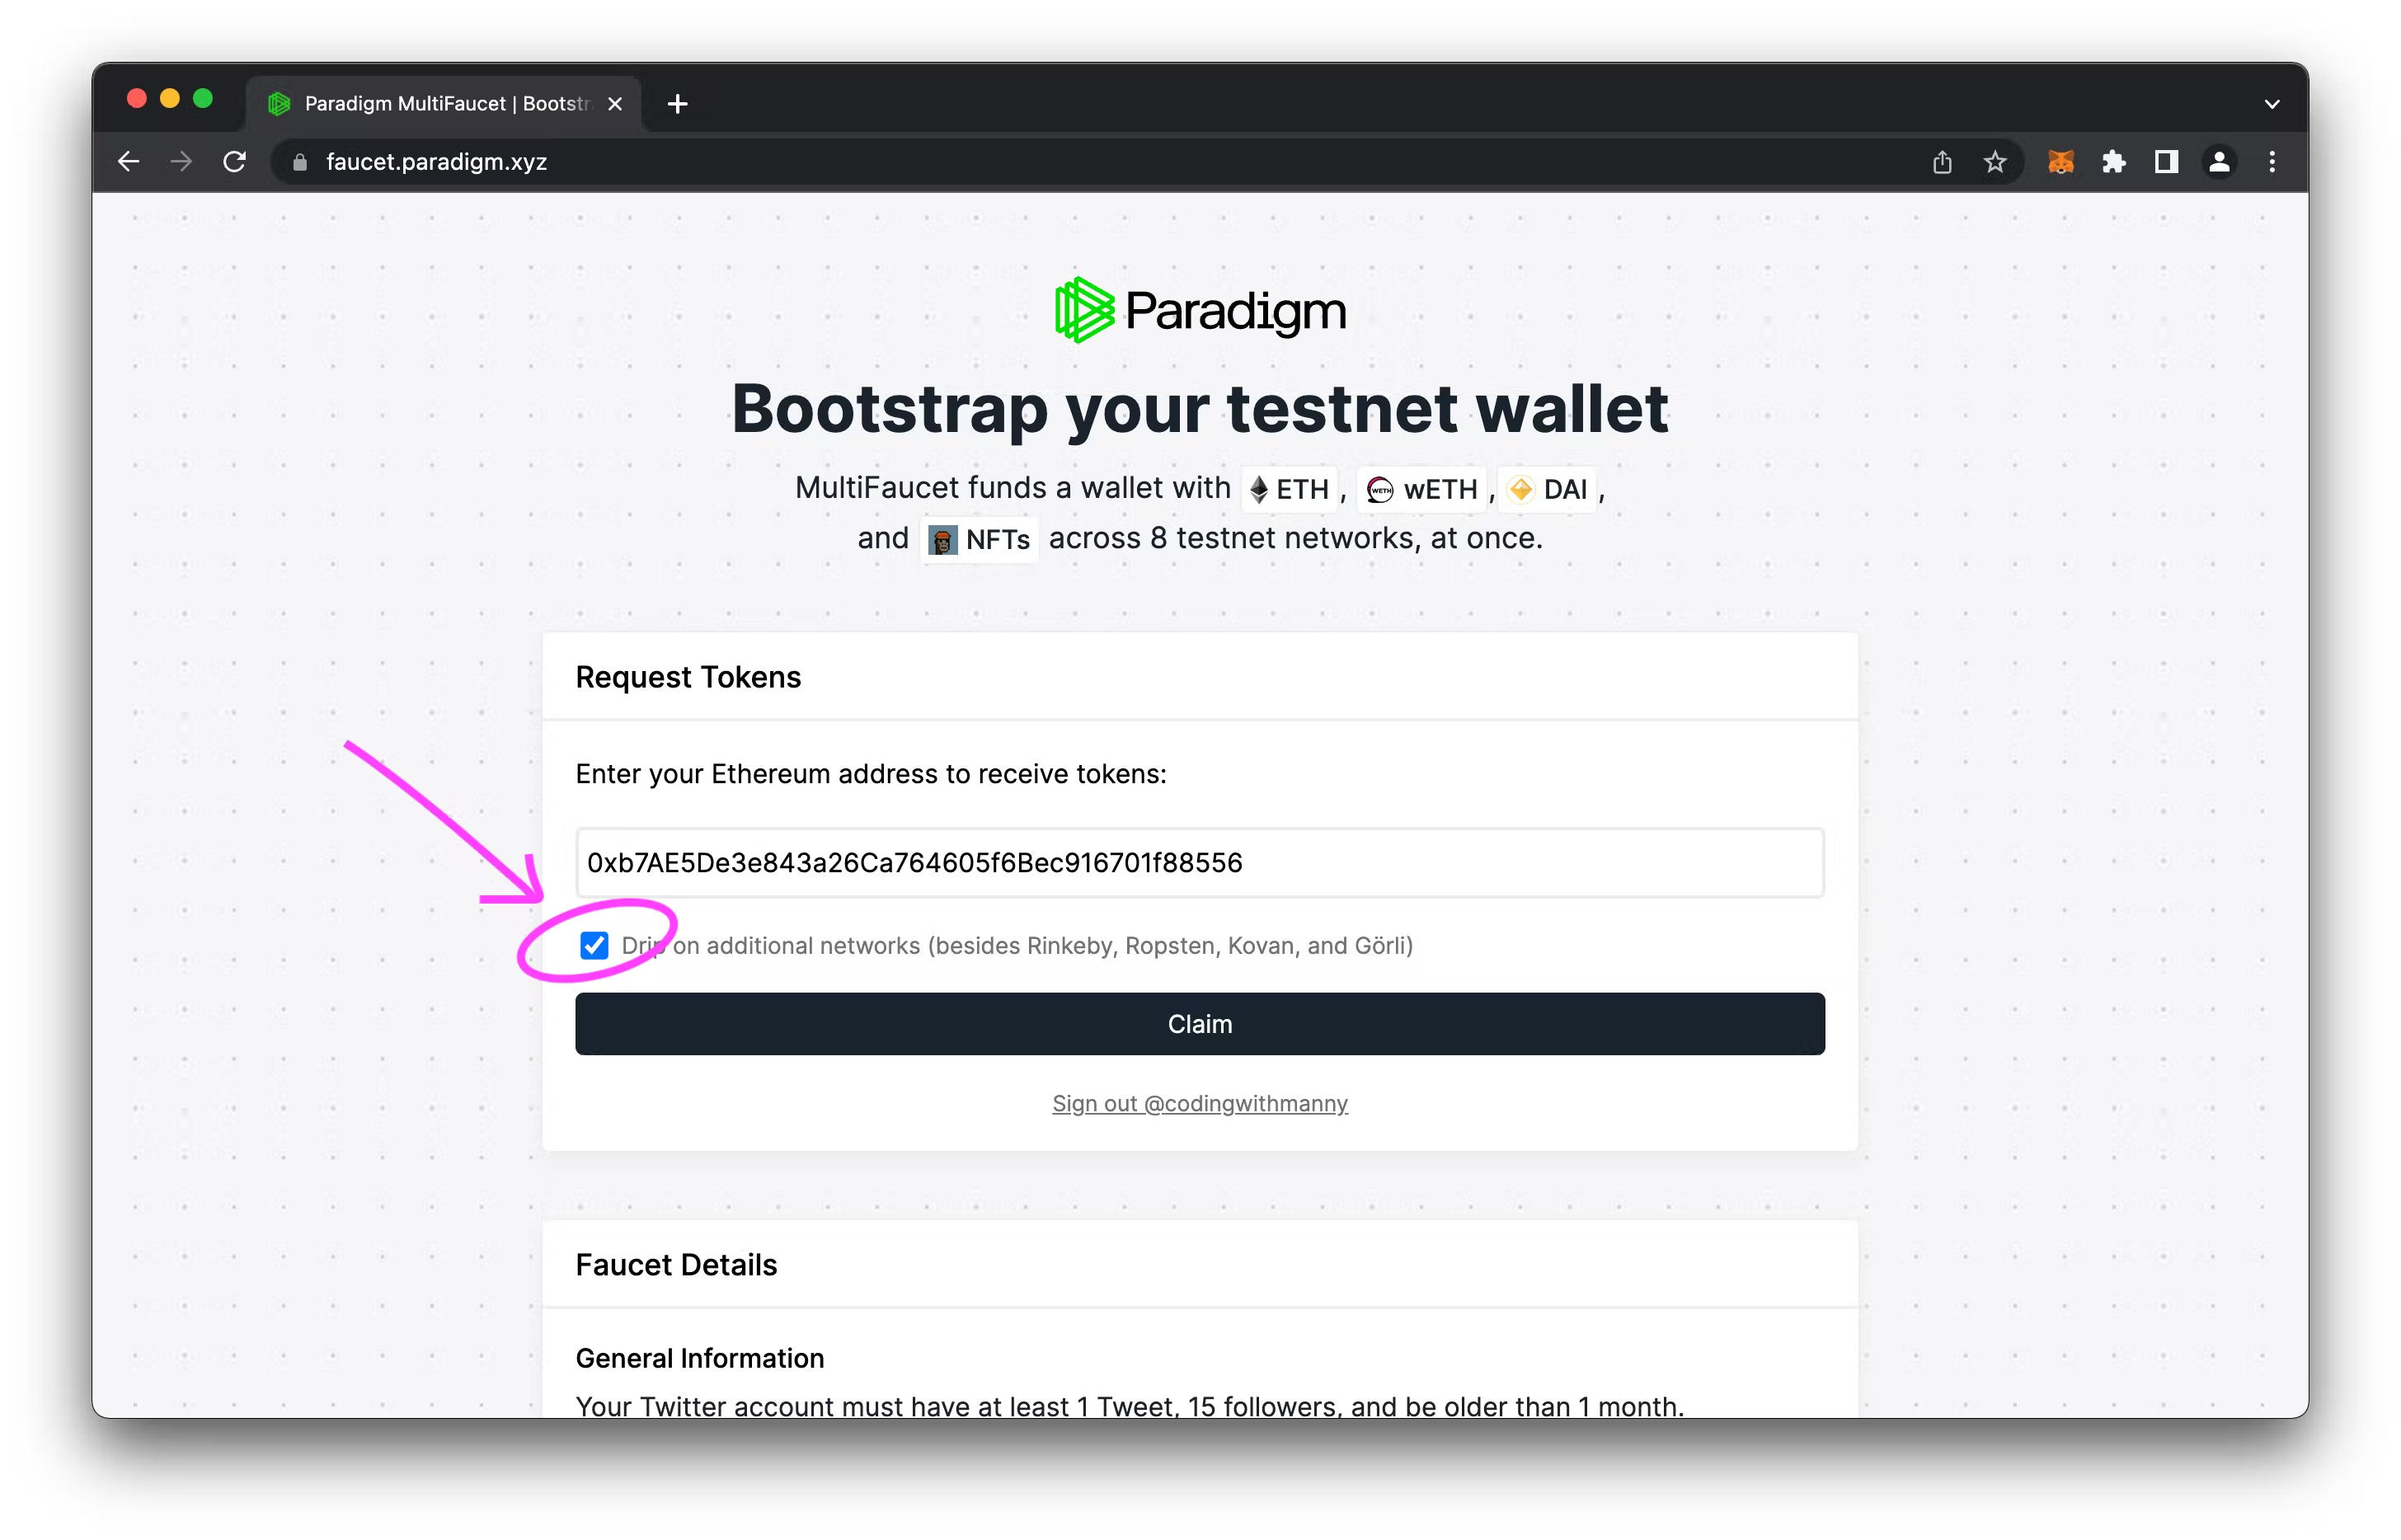 Paradigm MultiFaucet | Bootstr
faucet.paradigm.xyz
Paradigm
Bootstrap your testnet wallet
MultiFaucet funds a wallet with ETH, WETH wETH, DAI,
and NFTs across 8 testnet networks, at once.
Request Tokens
Enter your Ethereum address to receive tokens:
0xb7AE5De3e843a26Ca764605f6Bec916701f88556
Drip on additional networks (besides Rinkeby, Ropsten, Kovan, and Görli)
Claim
Sign out @codingwithmanny
Faucet Details
General Information
Your Twitter account must have at least 1 Tweet, 15 followers, and be older than 1 month.